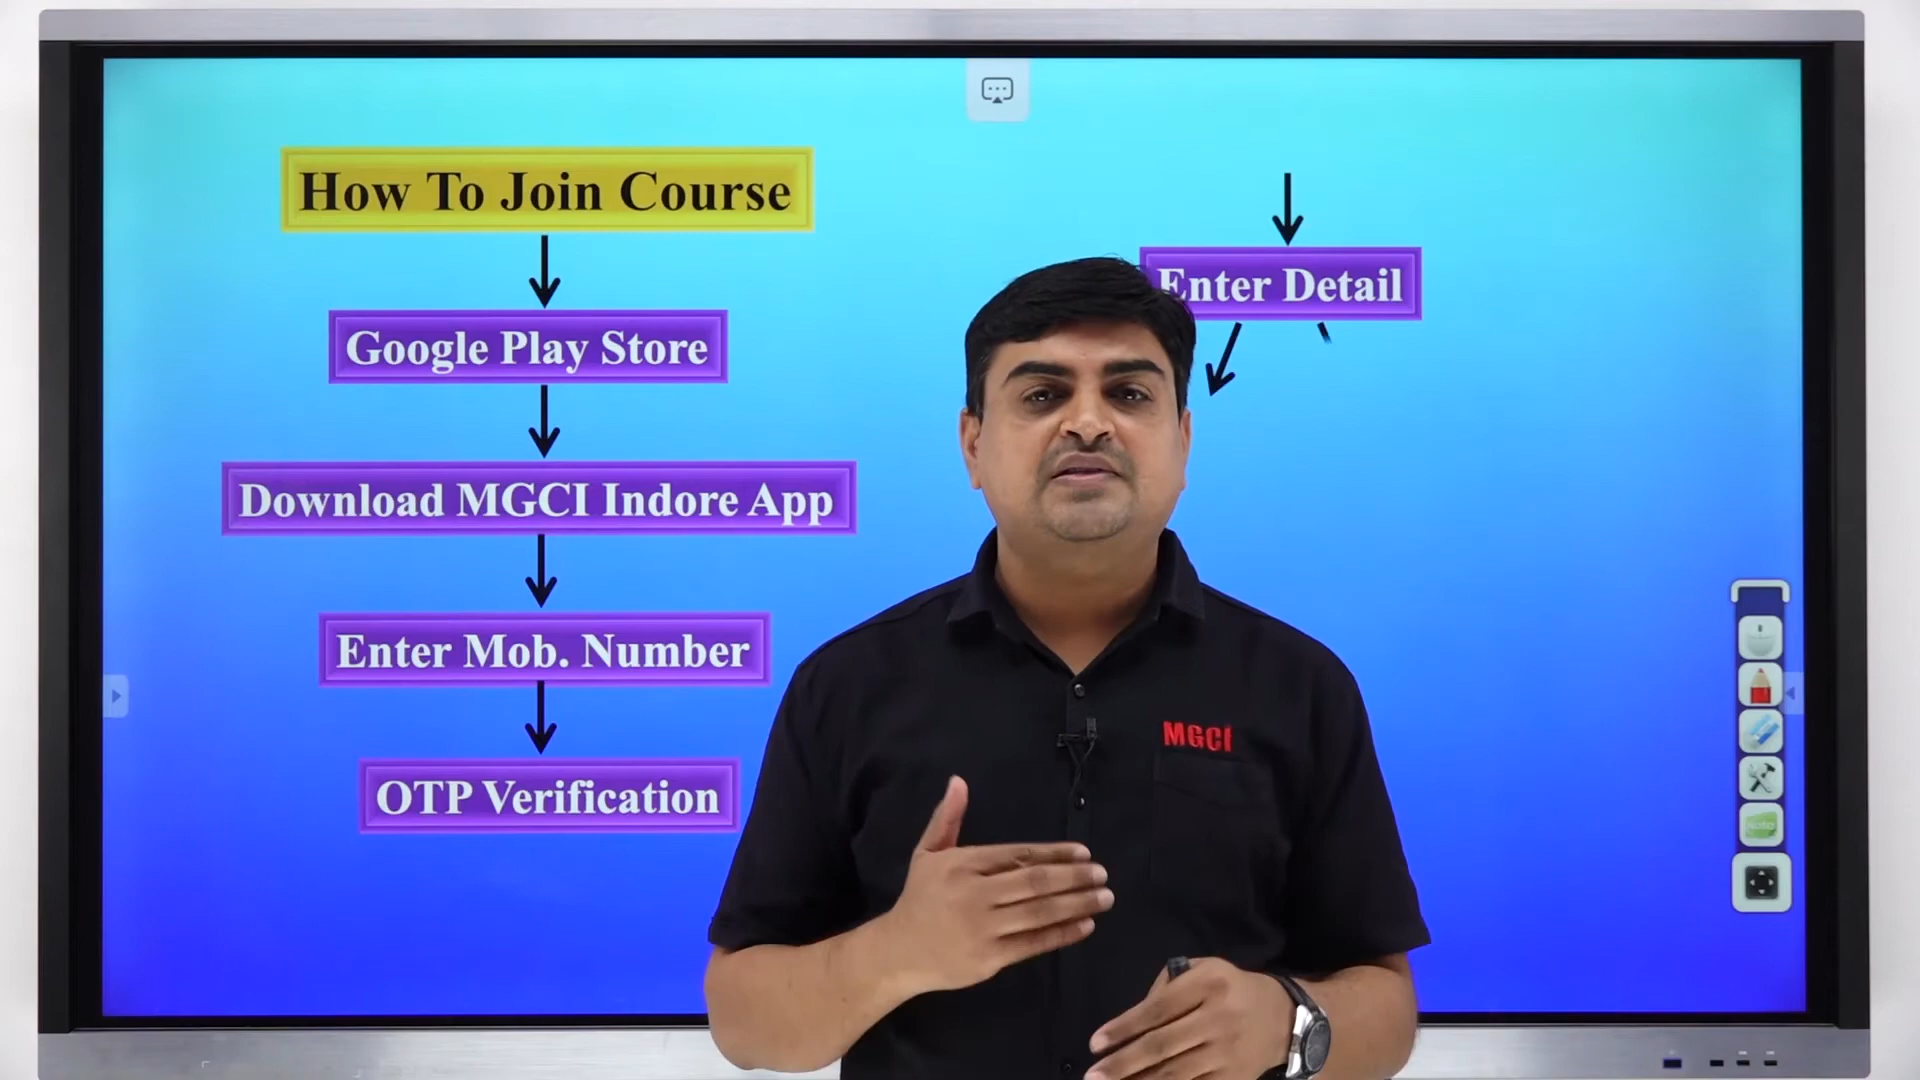 How To Join Course
Google Play Store
Download MGCI Indore App
Enter Mob. Number
OTP Verification
Enter Detail
MGCI